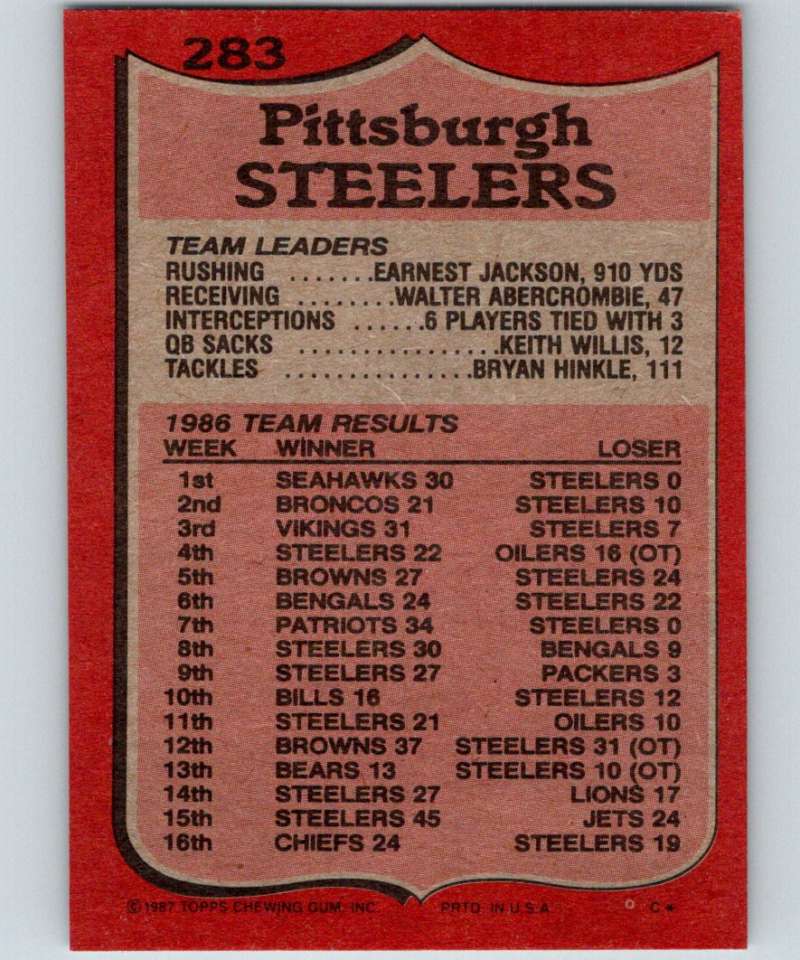 283
Pittsburgh
STEELERS
TEAM LEADERS
RUSHING .......EARNEST JACKSON, 910 YDS
RECEIVING ........WALTER ABERCROMBIE, 47
INTERCEPTIONS ......6 PLAYERS TIED WITH 3
QB SACKS .................KEITH WILLIS, 12
TACKLES ...............BRYAN HINKLE, 111
1986 TEAM RESULTS
WEEK WINNER LOSER
1st SEAHAWKS 30 STEELERS 0
2nd BRONCOS 21 STEELERS 10
3rd VIKINGS 31 STEELERS 7
4th STEELERS 22 OILERS 16 (OT)
5th BROWNS 27 STEELERS 24
6th BENGALS 24 STEELERS 22
7th PATRIOTS 34 STEELERS 0
8th STEELERS 30 BENGALS 9
9th STEELERS 27 PACKERS 3
10th BILLS 16 STEELERS 12
11th STEELERS 21 OILERS 10
12th BROWNS 37 STEELERS 31 (OT)
13th BEARS 13 STEELERS 10 (OT)
14th STEELERS 27 LIONS 17
15th STEELERS 45 JETS 24
16th CHIEFS 24 STEELERS 19
© 1987 TOPPS CHEWING GUM, INC. PRTD. IN U.S.A. C*